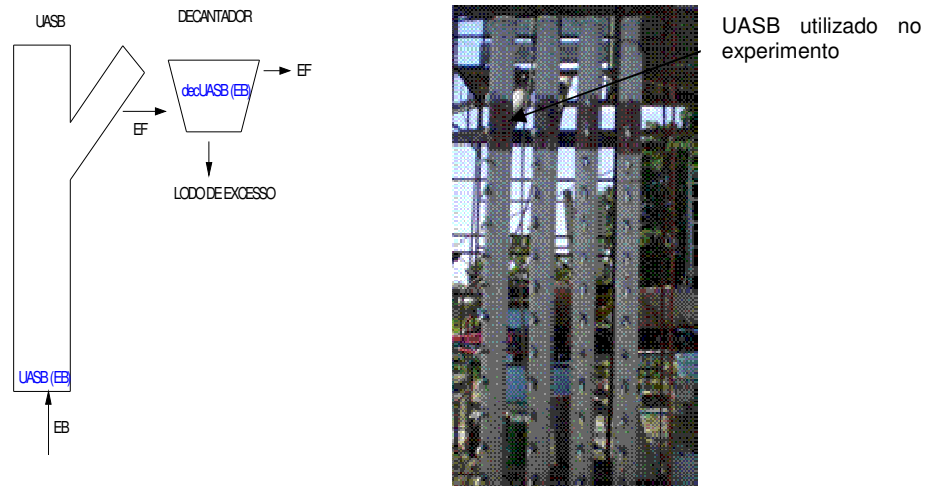 UASB
DECANTADOR
decUASB (EB)
EF
EF
LODO DE EXCESSO
UASB (EB)
EB
UASB utilizado no
experimento